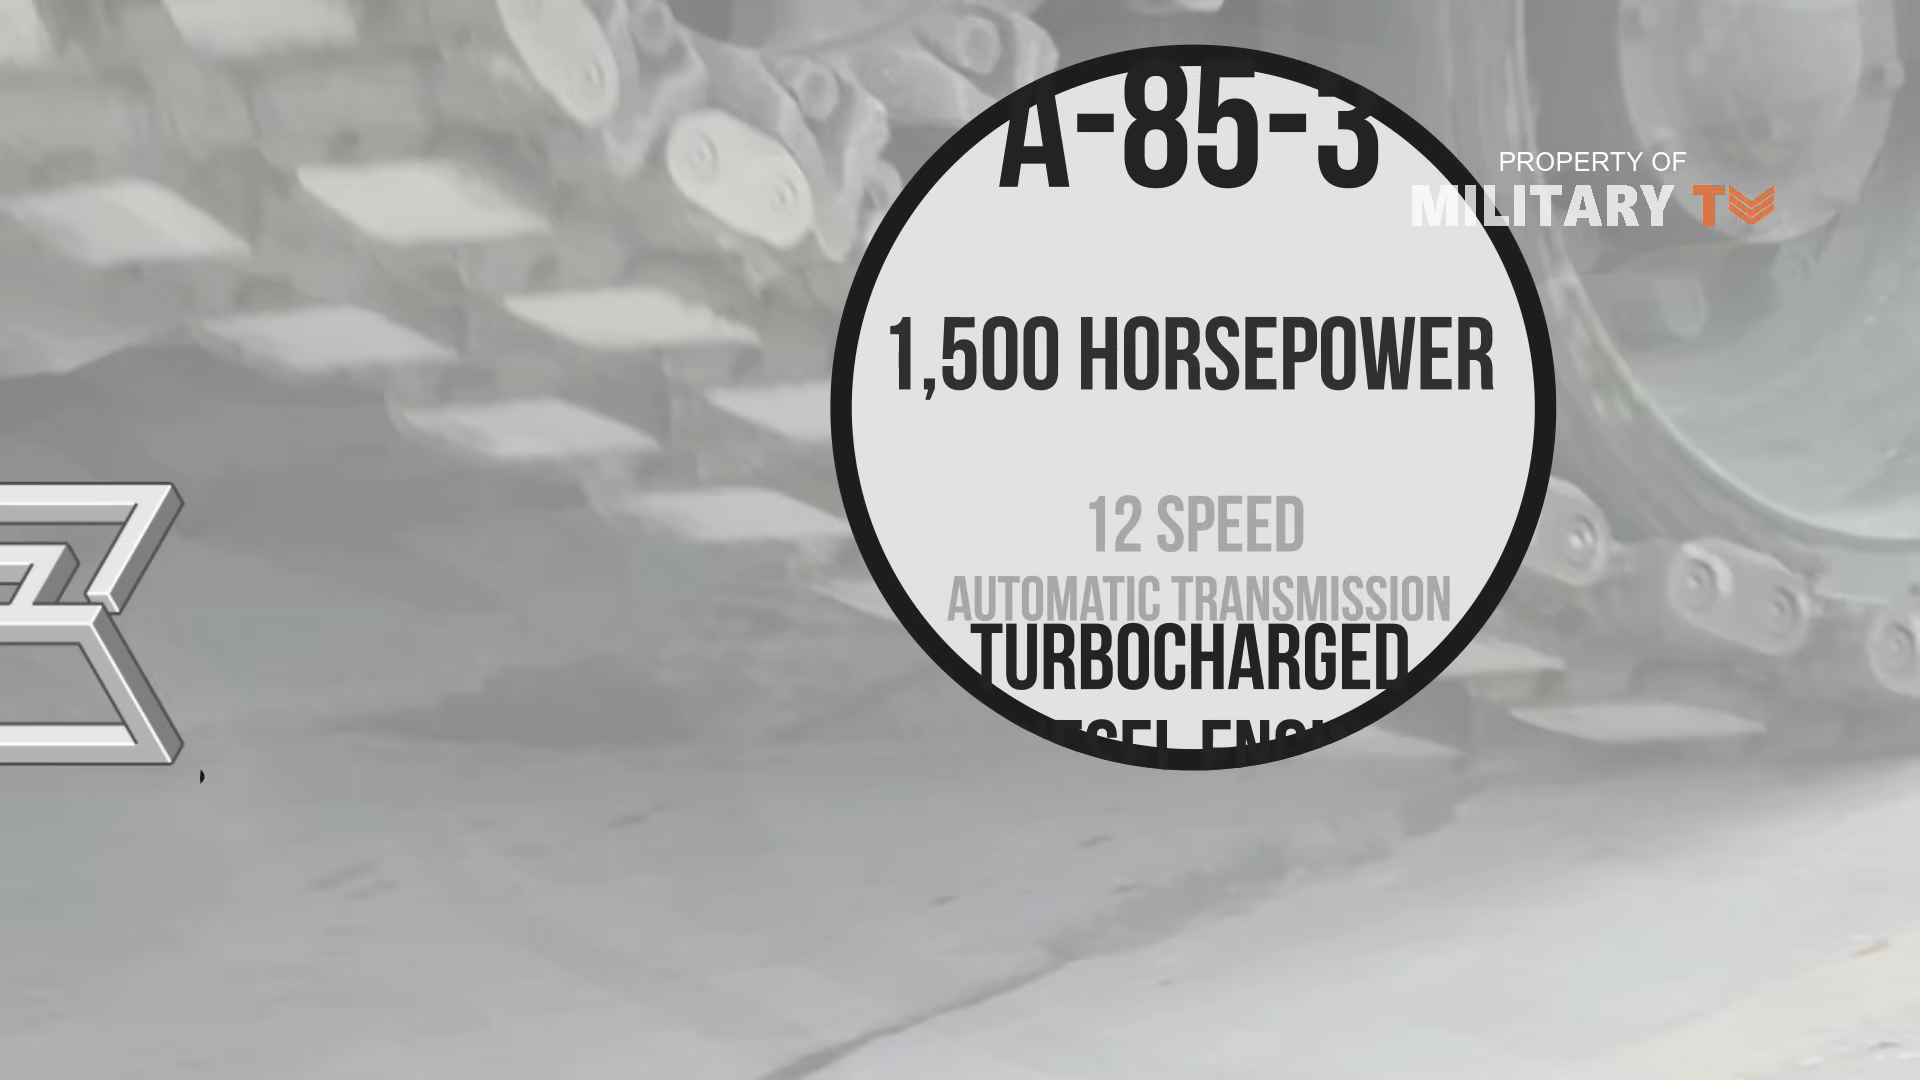 A-85-3
PROPERTY OF
MILITARY TV
1,500 HORSEPOWER
12 SPEED
AUTOMATIC TRANSMISSION
TURBOCHARGED